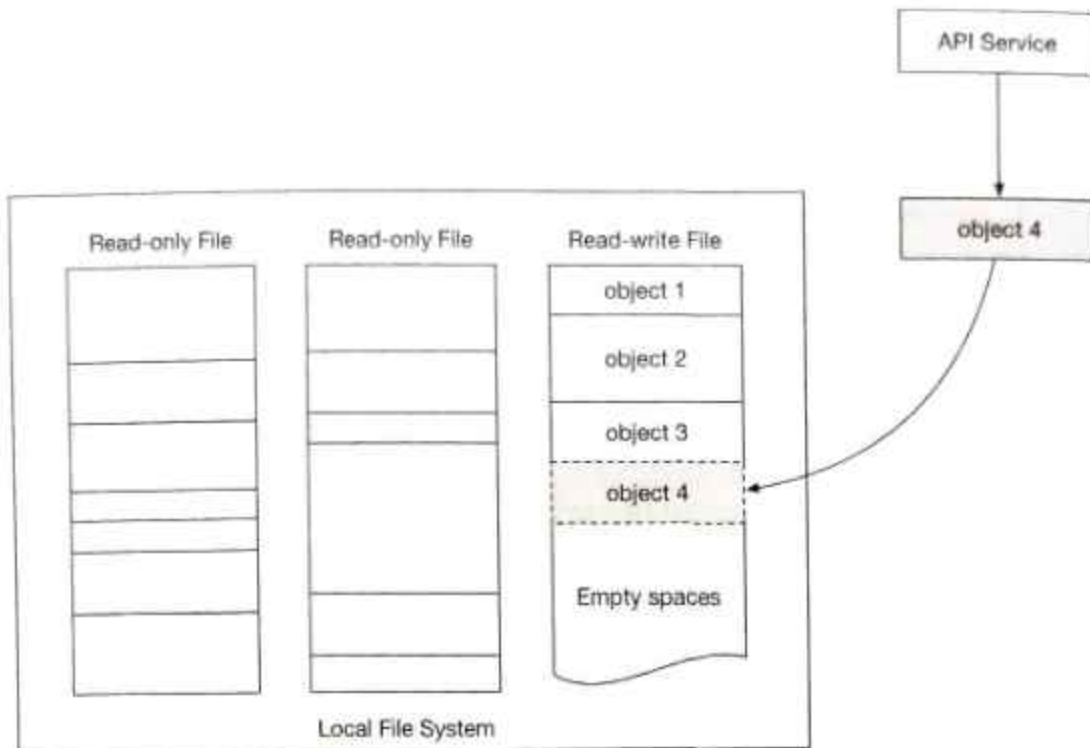 API Service
object 4
Read-only File
Read-only File
Read-write File
object 1
object 2
object 3
object 4
Empty spaces
Local File System